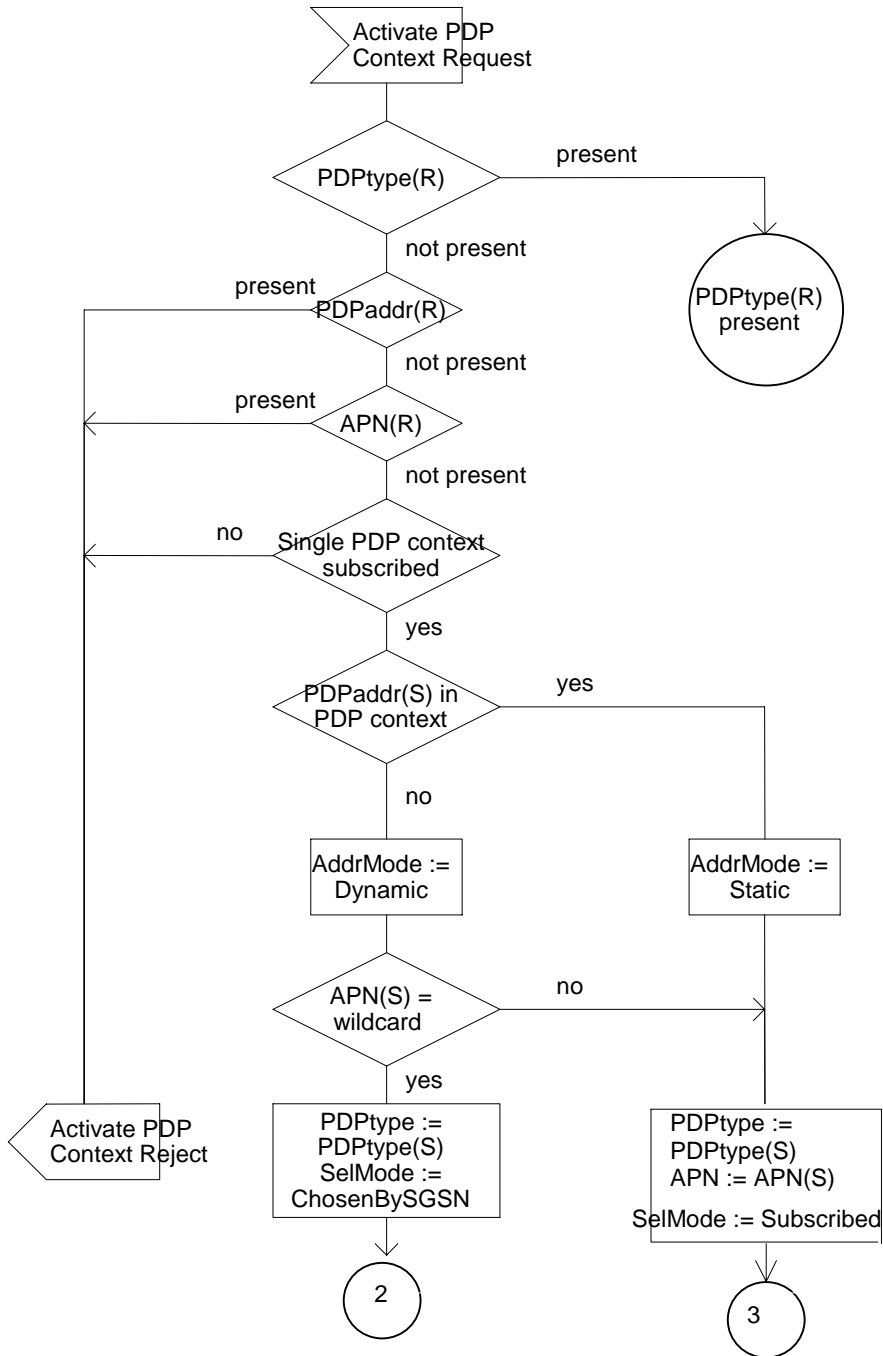 Activate PDP
Context Request
PDPtype(R)
present
not present
PDPtype(R)
present
present
PDPaddr(R)
not present
present
APN(R)
not present
no
Single PDP context
subscribed
yes
PDPaddr(S) in
PDP context
yes
no
AddrMode :=
Dynamic
AddrMode :=
Static
APN(S) =
wildcard
no
yes
Activate PDP
Context Reject
PDPtype :=
PDPtype(S)
SelMode :=
ChosenBySGSN
PDPtype :=
PDPtype(S)
APN := APN(S)
SelMode := Subscribed
2
3